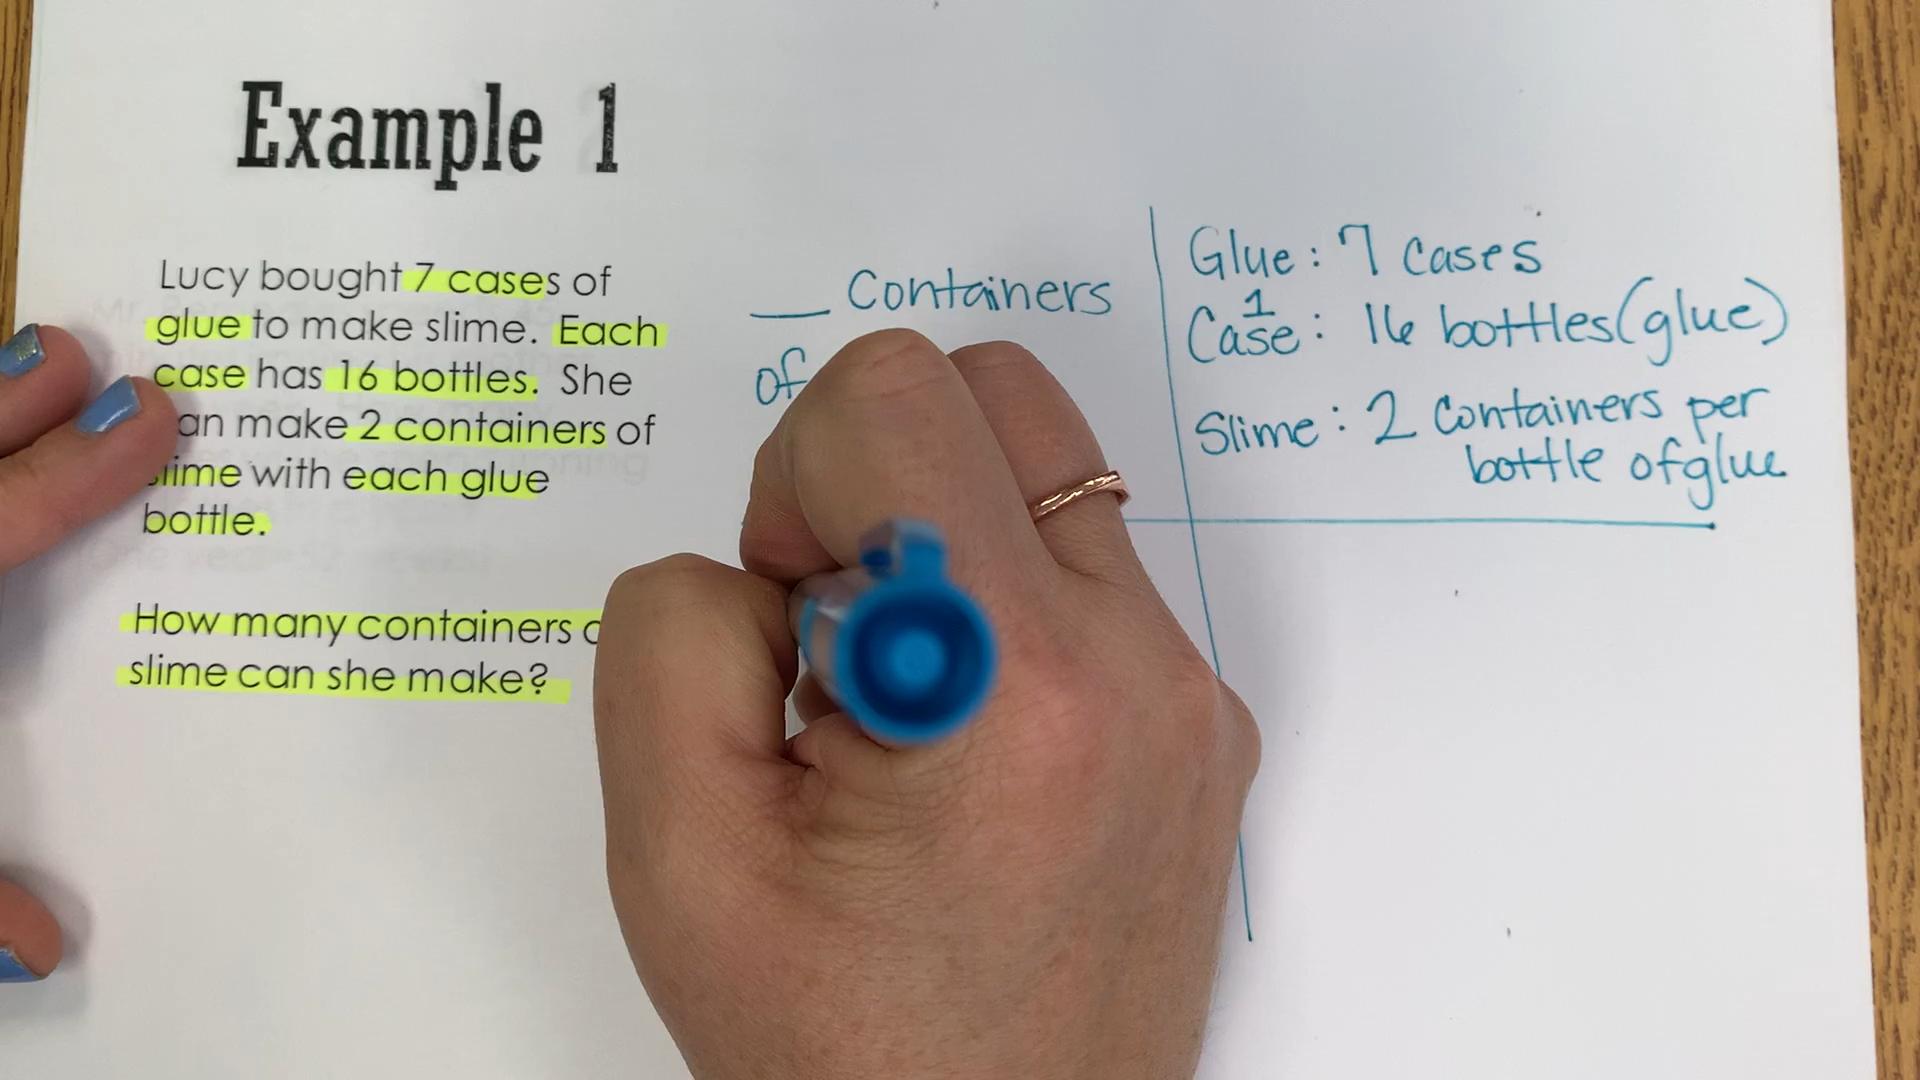 Example 1
Lucy bought 7 cases of
glue to make slime. Each
case has 16 bottles. She
an make 2 containers of
lime with each glue
bottle.
How many containers
slime can she make?
__ Containers
of
Glue: 7 cases
1
Case: 16 bottles (glue)
Slime: 2 containers per
bottle of glue